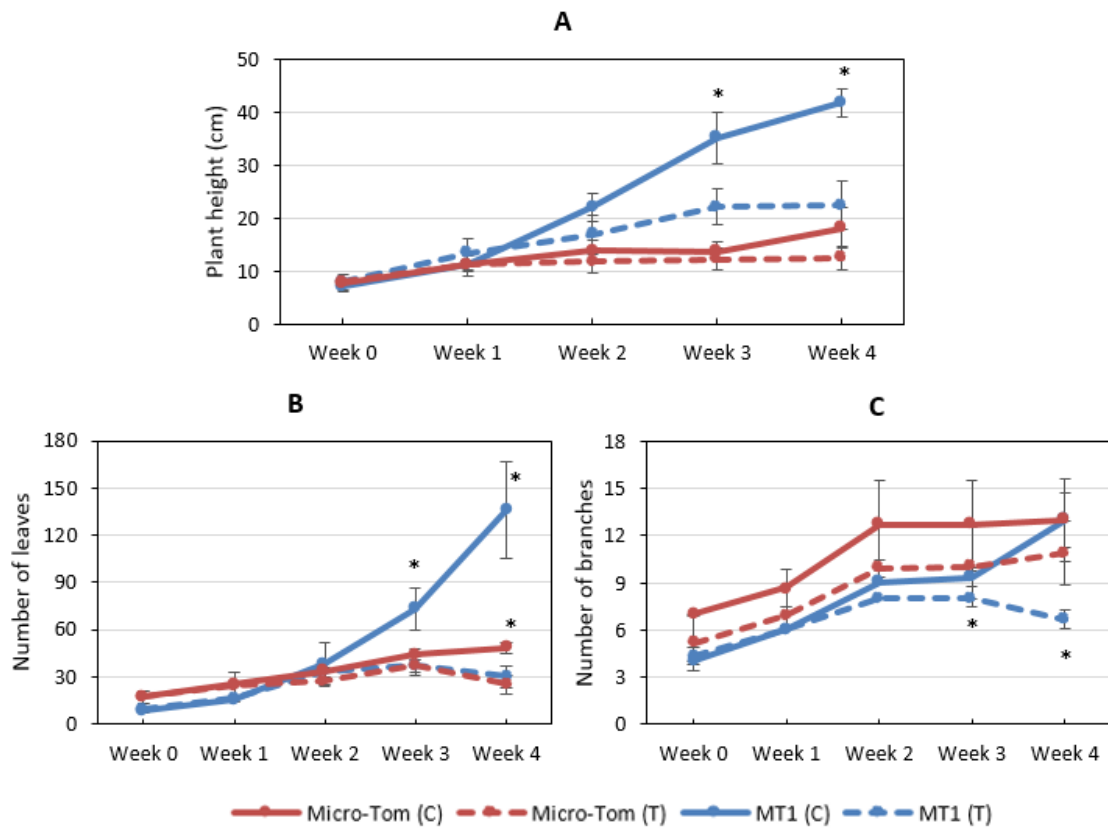 A
Plant height (cm)
50
40
30
20
10
0
* *
Week 0 Week 1 Week 2 Week 3 Week 4
B
Number of leaves
180
150
120
90
60
30
0
* * *
Week 0 Week 1 Week 2 Week 3 Week 4
C
Number of branches
18
15
12
9
6
3
0
* *
Week 0 Week 1 Week 2 Week 3 Week 4
Micro-Tom (C) Micro-Tom (T) MT1 (C) MT1 (T)